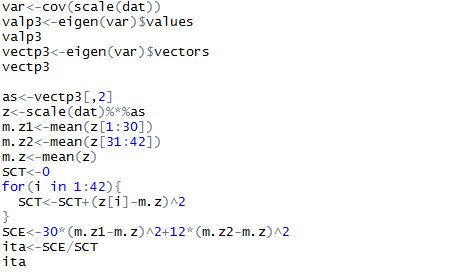 var<-cov(scale(dat))
valp3<-eigen(var)$values
valp3
vectp3<-eigen(var)$vectors
vectp3
as<-vectp3[,2]
z<-scale(dat)%*%as
m.z1<-mean(z[1:30])
m.z2<-mean(z[31:42])
m.z<-mean(z)
SCT<-0
for(i in 1:42){
  SCT<-SCT+(z[i]-m.z)^2
}
SCE<-30*(m.z1-m.z)^2+12*(m.z2-m.z)^2
ita<-SCE/SCT
ita